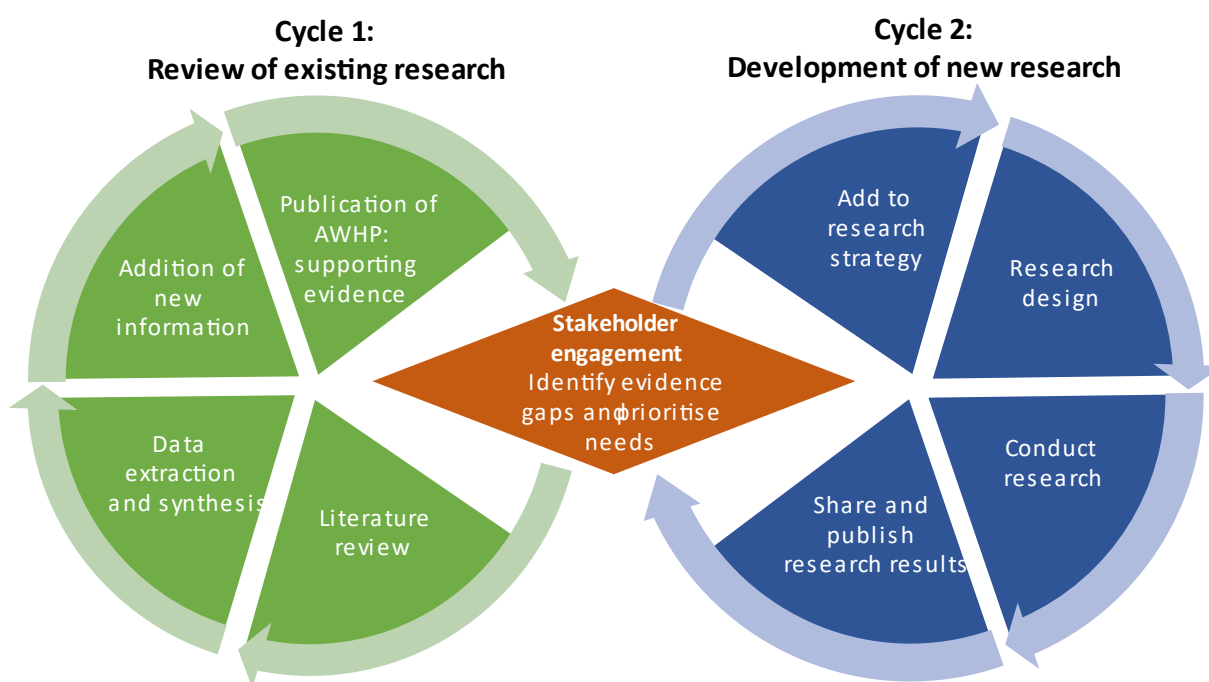 Cycle 1:
Review of existing research
Cycle 2:
Development of new research
Publication of
AWHP:
supporting
evidence
Addition of
new
information
Data
extraction
and synthesis
Literature
review
Stakeholder
engagement
Identify evidence
gaps and prioritise
needs
Add to
research
strategy
Research
design
Conduct
research
Share and
publish
research results